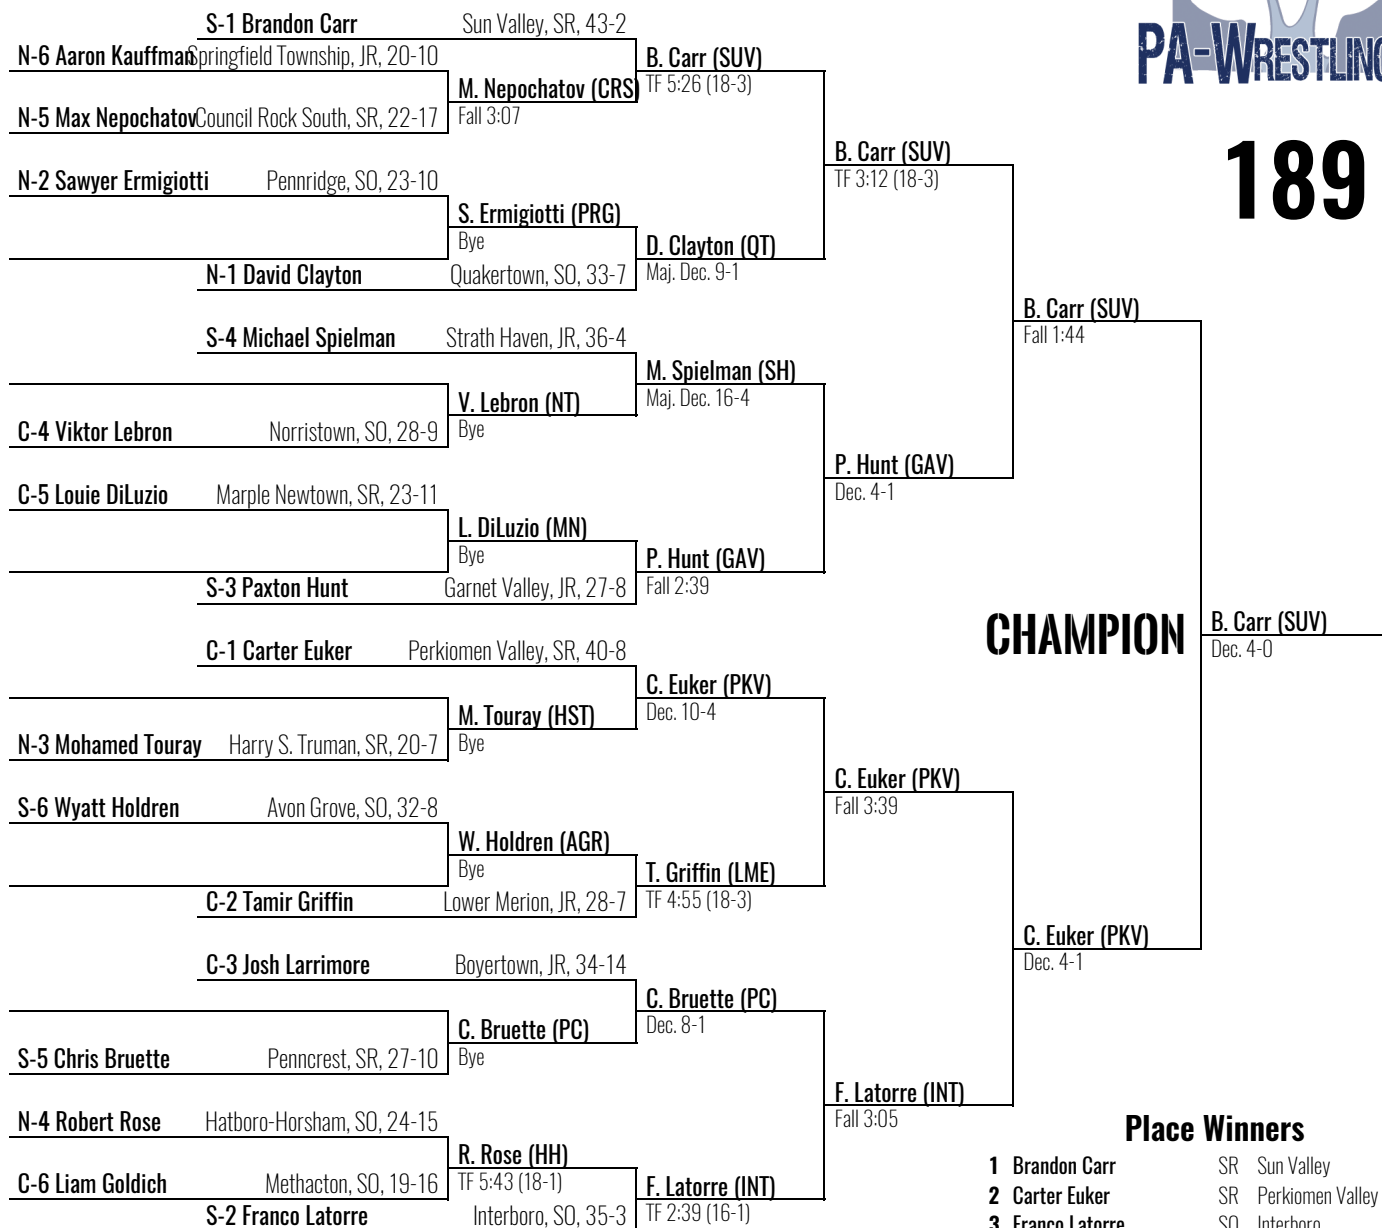 S-1 Brandon Carr Sun Valley, SR, 43-2
N-6 Aaron Kauffman Springfield Township, JR, 20-10
B. Carr (SUV)
TF 5:26 (18-3)
M. Nepochatov (CRS)
Fall 3:07
N-5 Max Nepochatov Council Rock South, SR, 22-17
PA-WRESTLING
189
B. Carr (SUV)
TF 3:12 (18-3)
N-2 Sawyer Ermigiotti Pennridge, SO, 23-10
S. Ermigiotti (PRG)
Bye
D. Clayton (QT)
Maj. Dec. 9-1
N-1 David Clayton Quakertown, SO, 33-7
B. Carr (SUV)
Fall 1:44
S-4 Michael Spielman Strath Haven, JR, 36-4
M. Spielman (SH)
Maj. Dec. 16-4
V. Lebron (NT)
Bye
C-4 Viktor Lebron Norristown, SO, 28-9
P. Hunt (GAV)
Dec. 4-1
C-5 Louie DiLuzio Marple Newtown, SR, 23-11
L. DiLuzio (MN)
Bye
P. Hunt (GAV)
Fall 2:39
S-3 Paxton Hunt Garnet Valley, JR, 27-8
CHAMPION
B. Carr (SUV)
Dec. 4-0
C-1 Carter Euker Perkiomen Valley, SR, 40-8
C. Euker (PKV)
Dec. 10-4
M. Touray (HST)
Bye
N-3 Mohamed Touray Harry S. Truman, SR, 20-7
C. Euker (PKV)
Fall 3:39
S-6 Wyatt Holdren Avon Grove, SO, 32-8
W. Holdren (AGR)
Bye
T. Griffin (LME)
TF 4:55 (18-3)
C-2 Tamir Griffin Lower Merion, JR, 28-7
C. Euker (PKV)
Dec. 4-1
C-3 Josh Larrimore Boyertown, JR, 34-14
C. Bruette (PC)
Dec. 8-1
C. Bruette (PC)
Bye
S-5 Chris Bruette Penncrest, SR, 27-10
F. Latorre (INT)
Fall 3:05
N-4 Robert Rose Hatboro-Horsham, SO, 24-15
R. Rose (HH)
TF 5:43 (18-1)
C-6 Liam Goldich Methacton, SO, 19-16
F. Latorre (INT)
TF 2:39 (16-1)
S-2 Franco Latorre Interboro, SO, 35-3
Place Winners
1 Brandon Carr SR Sun Valley
2 Carter Euker SR Perkiomen Valley
3 Franco Latorre SO Interboro